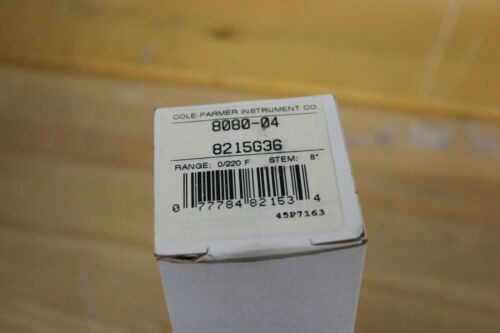 COLE-PARMER INSTRUMENT CO.
8080-04
8215G36
RANGE: 0/220 F STEM: 8"
0 77784 82153 4
45P7163